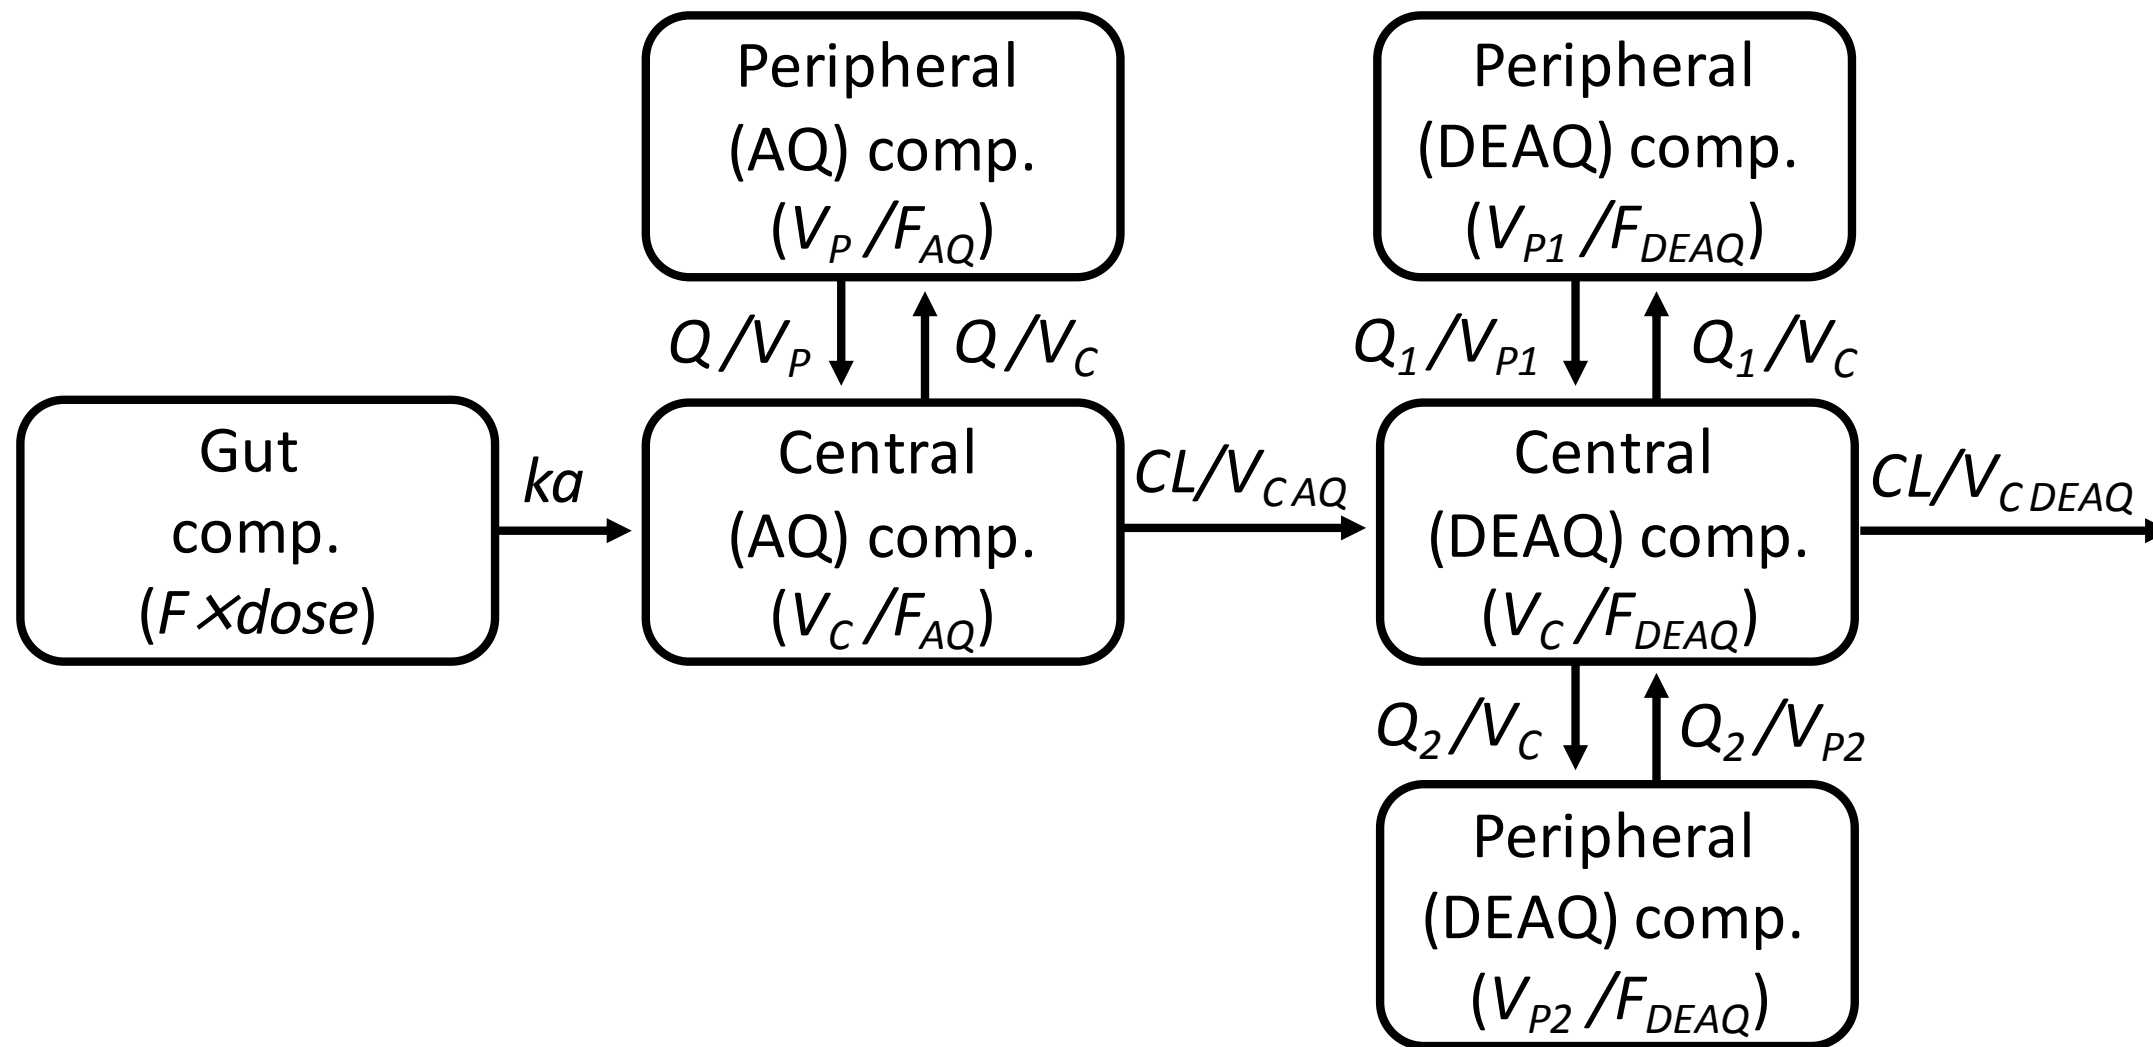 Peripheral
(AQ) comp.
(V_P /F_AQ)
Peripheral
(DEAQ) comp.
(V_P1 /F_DEAQ)
Q /V_P
Q /V_C
Q_1 /V_P1
Q_1 /V_C
Gut
comp.
(F×dose)
ka
Central
(AQ) comp.
(V_C /F_AQ)
CL/V_C AQ
Central
(DEAQ) comp.
(V_C /F_DEAQ)
CL/V_C DEAQ
Q_2 /V_C
Q_2 /V_P2
Peripheral
(DEAQ) comp.
(V_P2 /F_DEAQ)